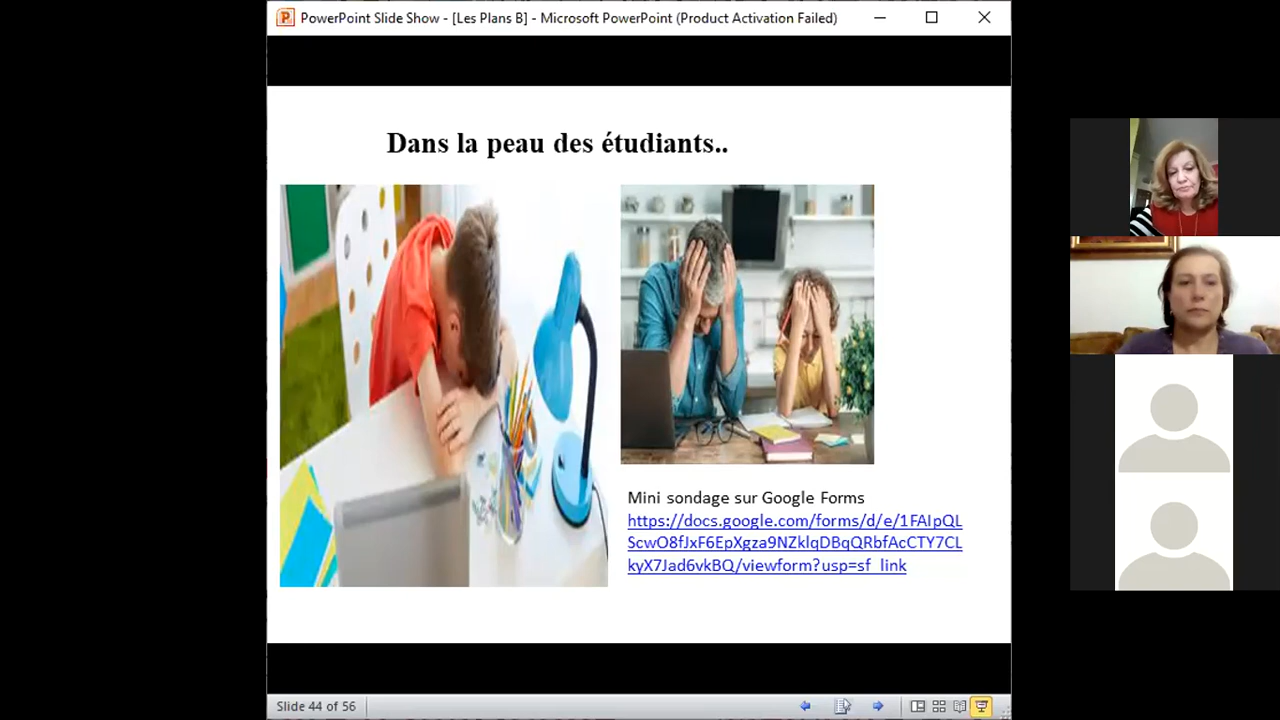 PowerPoint Slide Show - [Les Plans B] - Microsoft PowerPoint (Product Activation Failed)
Dans la peau des étudiants..
Mini sondage sur Google Forms
https://docs.google.com/forms/d/e/1FAIpQL
ScwO8fJxF6EpXgza9NZklqDBqQRbfAcCTY7CL
kyX7Jad6vkBQ/viewform?usp=sf_link
Slide 44 of 56